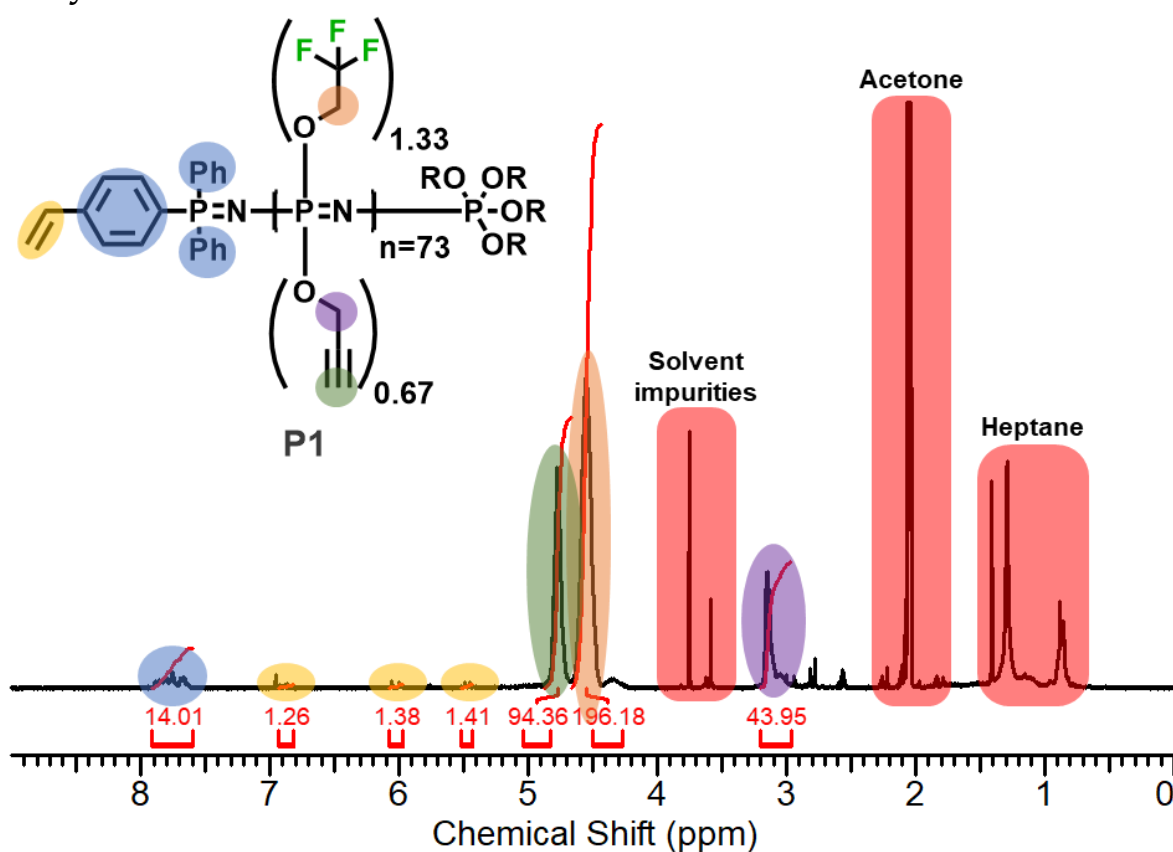 F
F F
O
1.33
Ph
P=N
P=N
RO OR
P-OR
OR
n=73
Ph
O
0.67
P1
Solvent
impurities
Acetone
Heptane
14.01 1.26 1.38 1.41 94.36 196.18 43.95
8 7 6 5 4 3 2 1 0
Chemical Shift (ppm)